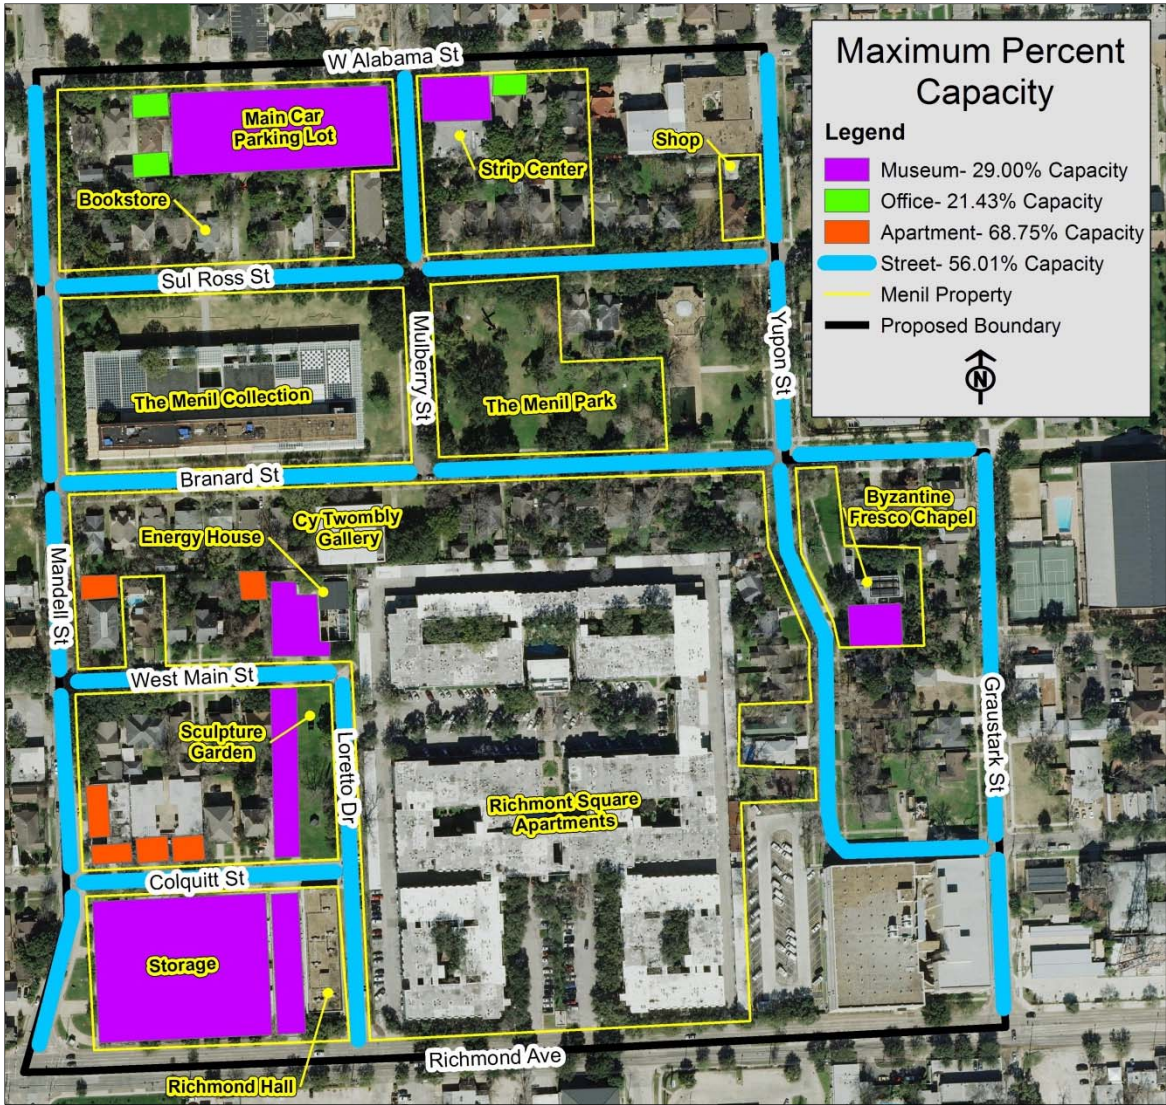 Maximum Percent
Capacity
Legend
Museum- 29.00% Capacity
Office- 21.43% Capacity
Apartment- 68.75% Capacity
Street- 56.01% Capacity
Menil Property
Proposed Boundary
N
W Alabama St
Main Car
Parking Lot
Strip Center
Shop
Bookstore
Sul Ross St
Mulberry St
Yupon St
The Menil Collection
The Menil Park
Branard St
Cy Twombly
Gallery
Energy House
Byzantine
Fresco Chapel
Mandell St
West Main St
Sculpture
Garden
Loretto Dr
Graustark St
Richmont Square
Apartments
Colquitt St
Storage
Richmond Ave
Richmond Hall